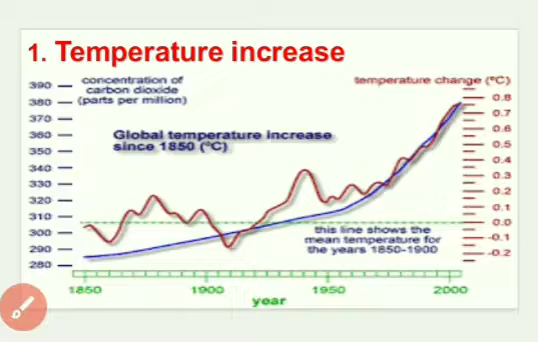 1. Temperature increase
concentration of
carbon dioxide
(parts per million)
temperature change (°C)
Global temperature increase
since 1850 (°C)
390
380
370
360
350
340
330
320
310
300
290
280
0.8
0.7
0.6
0.5
0.4
0.3
0.2
0.1
0.0
-0.1
-0.2
this line shows the
mean temperature for
the years 1850-1900
1850
1900
1950
2000
year